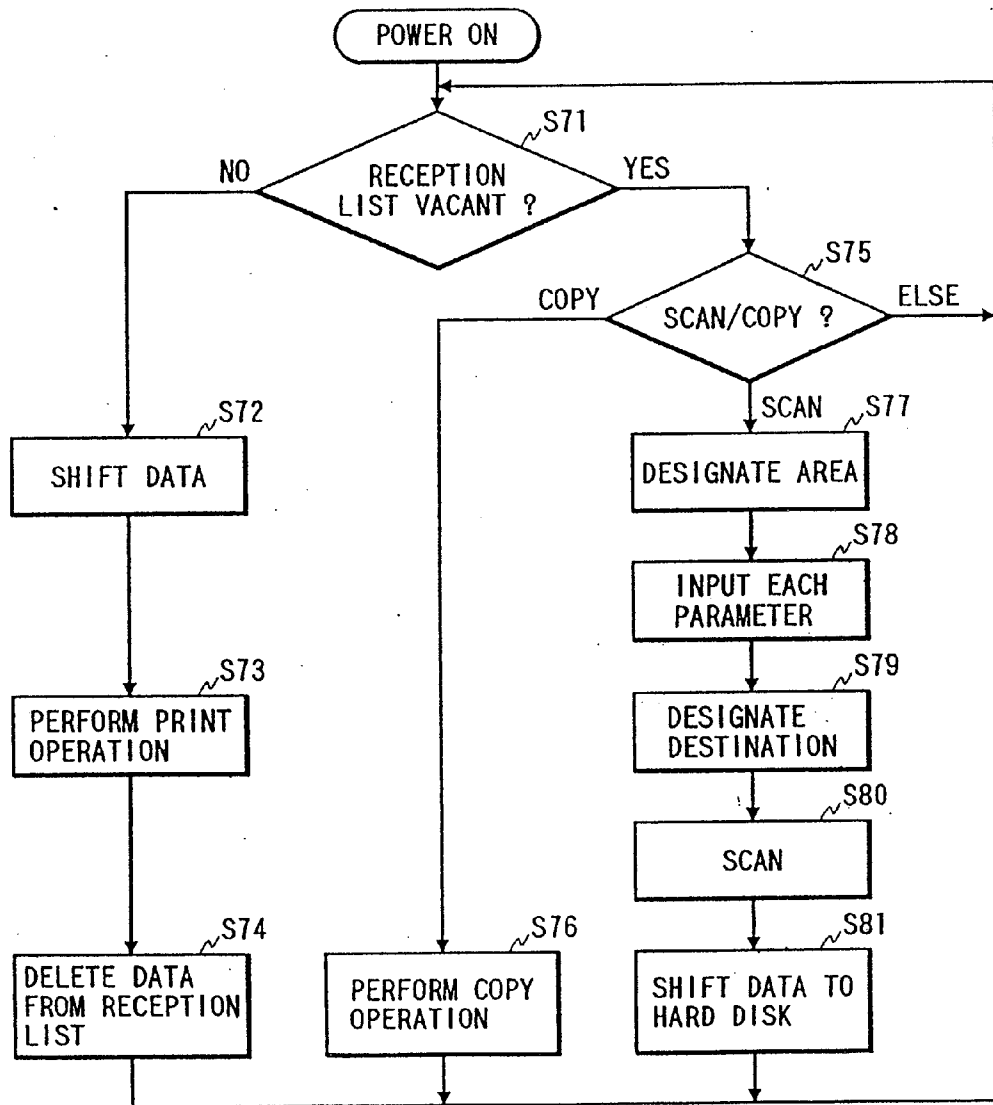 POWER ON
S71
NO
RECEPTION
LIST VACANT ?
YES
S75
COPY
SCAN/COPY ?
ELSE
SCAN
S72
SHIFT DATA
S77
DESIGNATE AREA
S78
INPUT EACH
PARAMETER
S73
PERFORM PRINT
OPERATION
S79
DESIGNATE
DESTINATION
S80
SCAN
S74
DELETE DATA
FROM RECEPTION
LIST
S76
PERFORM COPY
OPERATION
S81
SHIFT DATA TO
HARD DISK